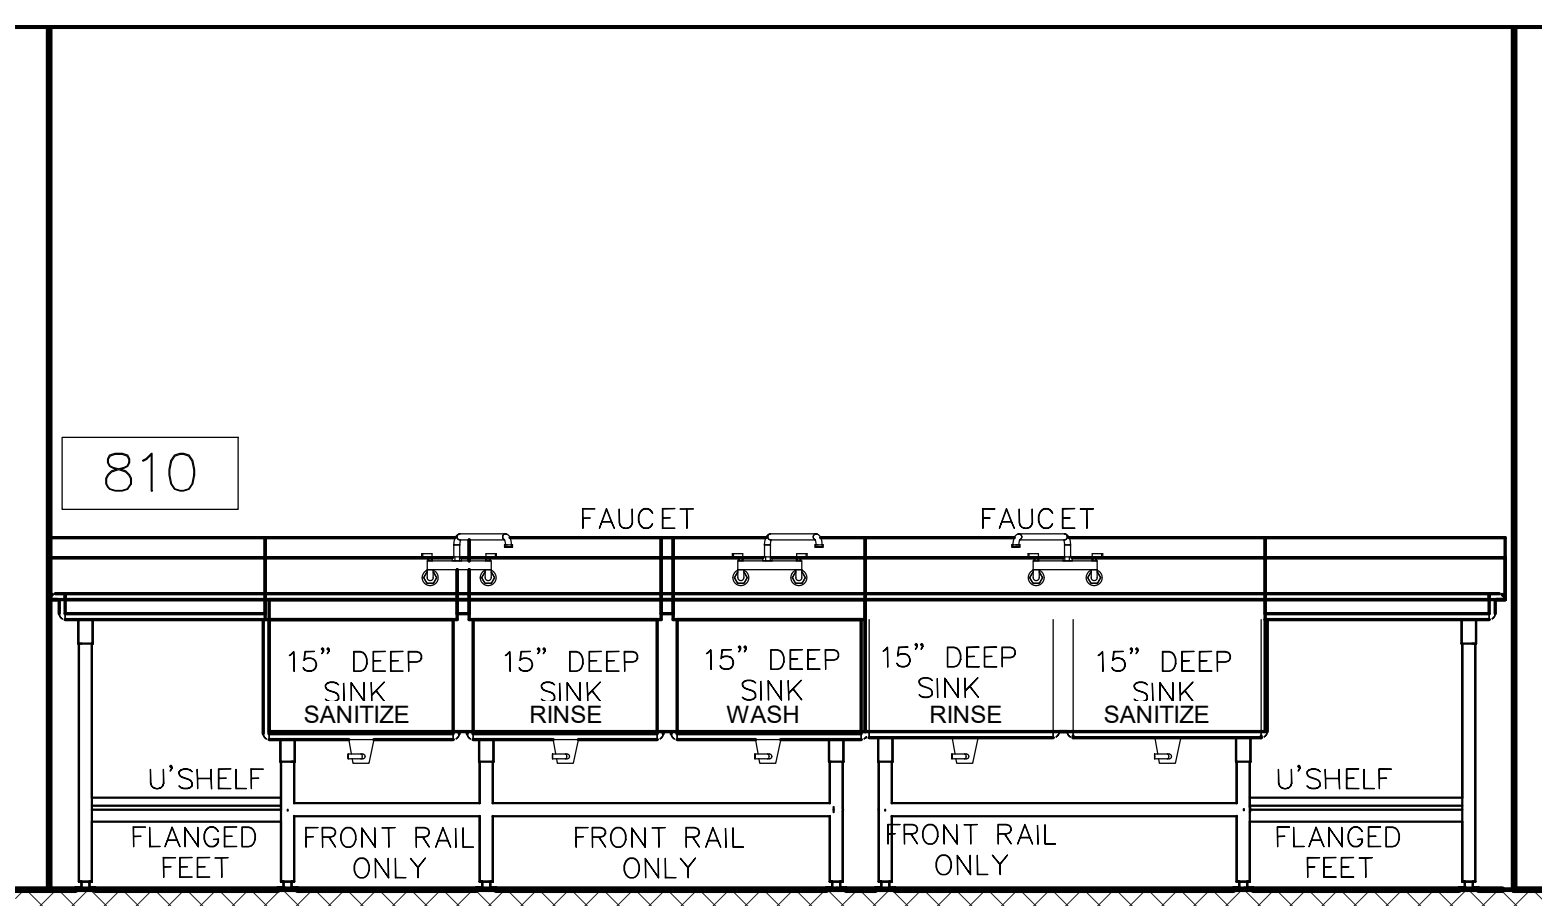 810
FAUCET
FAUCET
15” DEEP
SINK
SANITIZE
15” DEEP
SINK
RINSE
15” DEEP
SINK
WASH
15” DEEP
SINK
RINSE
15” DEEP
SINK
SANITIZE
U’SHELF
FLANGED
FEET
FRONT RAIL
ONLY
FRONT RAIL
ONLY
FRONT RAIL
ONLY
U’SHELF
FLANGED
FEET